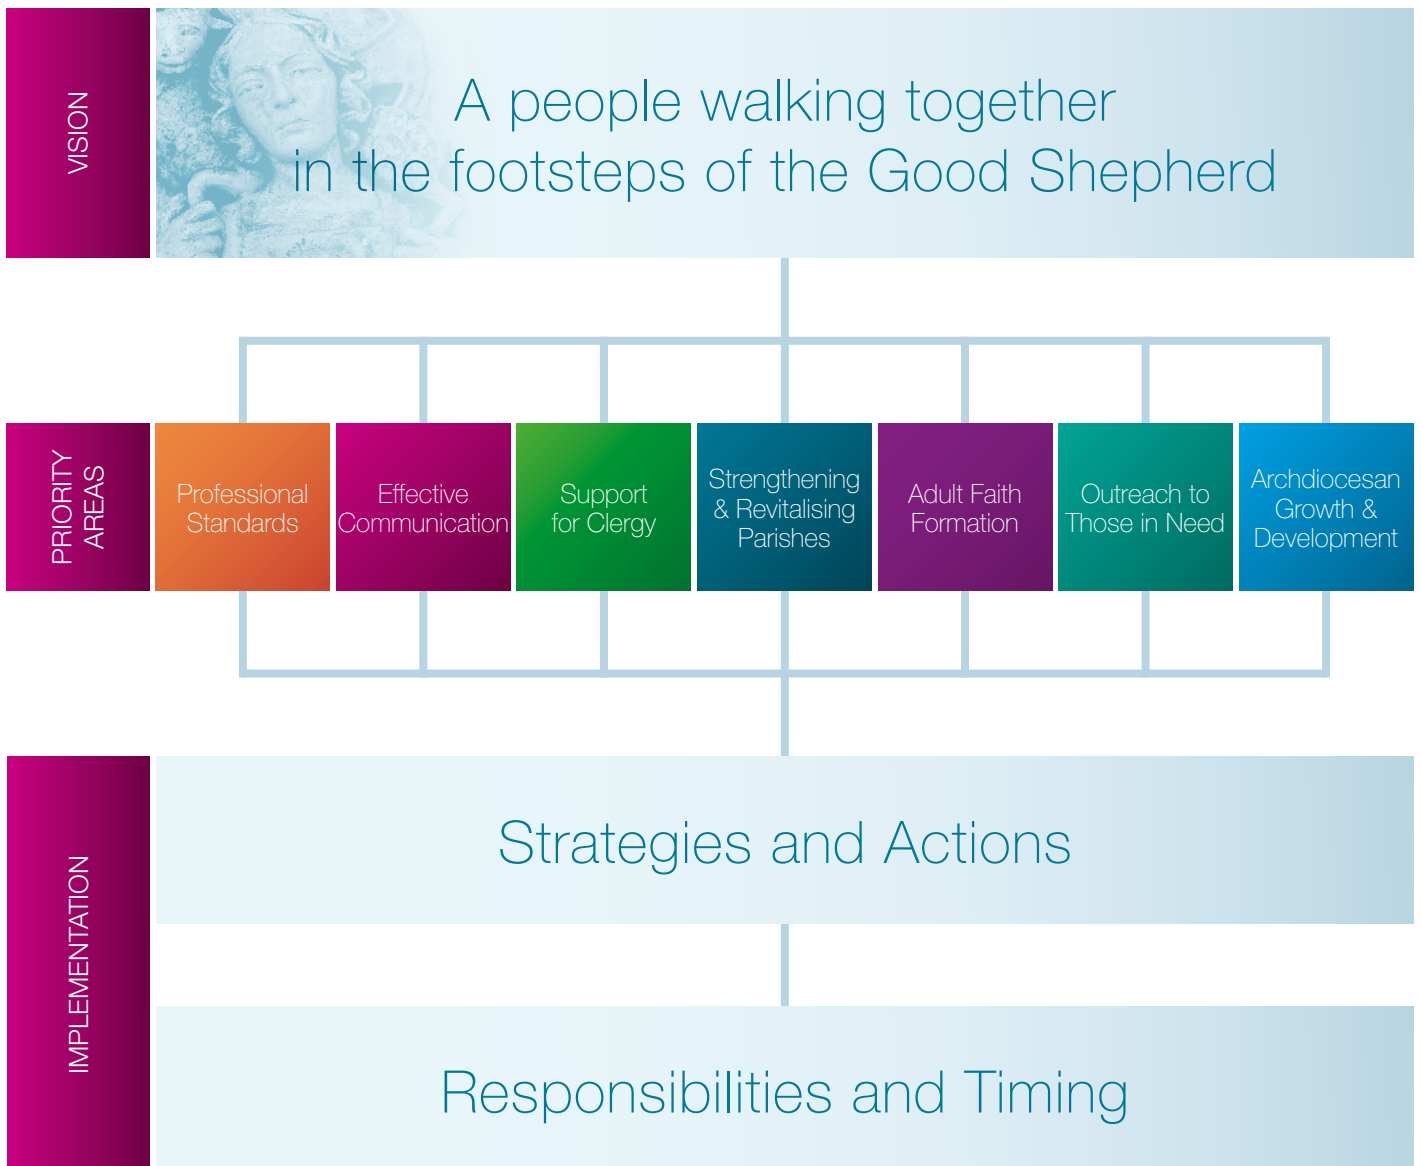 VISION
A people walking together
in the footsteps of the Good Shepherd
PRIORITY
AREAS
Professional
Standards
Effective
Communication
Support
for Clergy
Strengthening
& Revitalising
Parishes
Adult Faith
Formation
Outreach to
Those in Need
Archdiocesan
Growth &
Development
IMPLEMENTATION
Strategies and Actions
Responsibilities and Timing